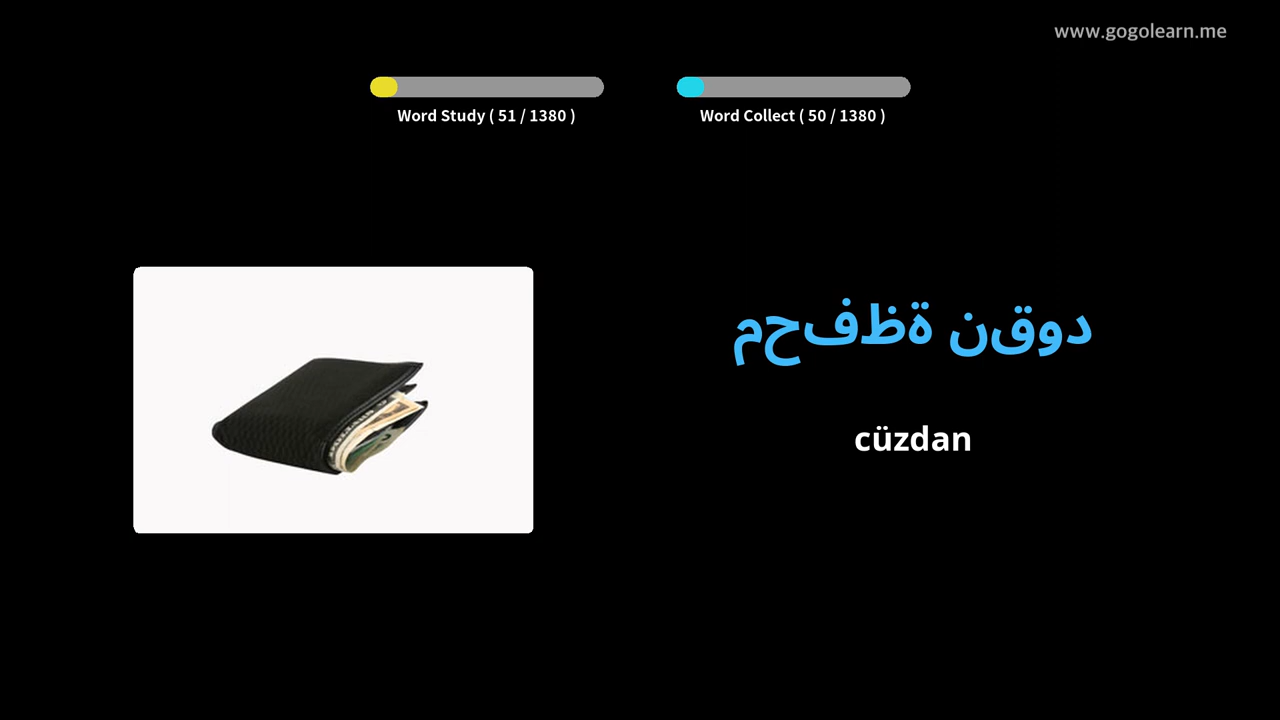 www.gogolearn.me
Word Study ( 51 / 1380 )
Word Collect ( 50 / 1380 )
محفظة نقود
cüzdan